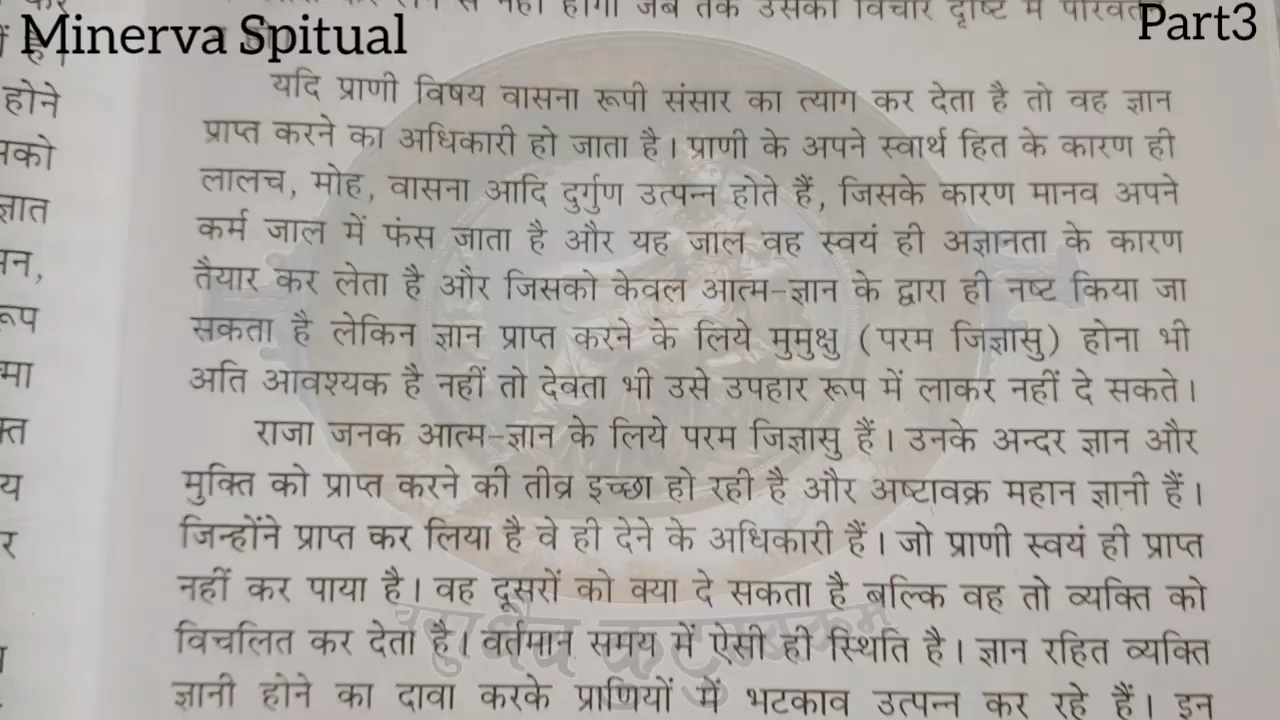 से नहीं होगा जब तक उसका विचार दृष्टि में
Minerva Spitual
Part3
होने
ज्ञात
यदि प्राणी विषय वासना रूपी संसार का त्याग कर देता है तो वह ज्ञान
प्राप्त करने का अधिकारी हो जाता है। प्राणी के अपने स्वार्थ हित के कारण ही
लालच, मोह, वासना आदि दुर्गुण उत्पन्न होते हैं, जिसके कारण मानव अपने
कर्म जाल में फंस जाता है और यह जाल वह स्वयं ही अज्ञानता के कारण
तैयार कर लेता है और जिसको केवल आत्म-ज्ञान के द्वारा ही नष्ट किया जा
सकता है लेकिन ज्ञान प्राप्त करने के लिये मुमुक्षु (परम जिज्ञासु) होना भी
अति आवश्यक है नहीं तो देवता भी उसे उपहार रूप में लाकर नहीं दे सकते।
राजा जनक आत्म-ज्ञान के लिये परम जिज्ञासु हैं। उनके अन्दर ज्ञान और
मुक्ति को प्राप्त करने की तीव्र इच्छा हो रही है और अष्टावक्र महान ज्ञानी हैं।
जिन्होंने प्राप्त कर लिया है वे ही देने के अधिकारी हैं। जो प्राणी स्वयं ही प्राप्त
नहीं कर पाया है। वह दूसरों को क्या दे सकता है बल्कि वह तो व्यक्ति को
विचलित कर देता है। वर्तमान समय में ऐसी ही स्थिति है। ज्ञान रहित व्यक्ति
ज्ञानी होने का दावा करके प्राणियों में भटकाव उत्पन्न कर रहे हैं। इन